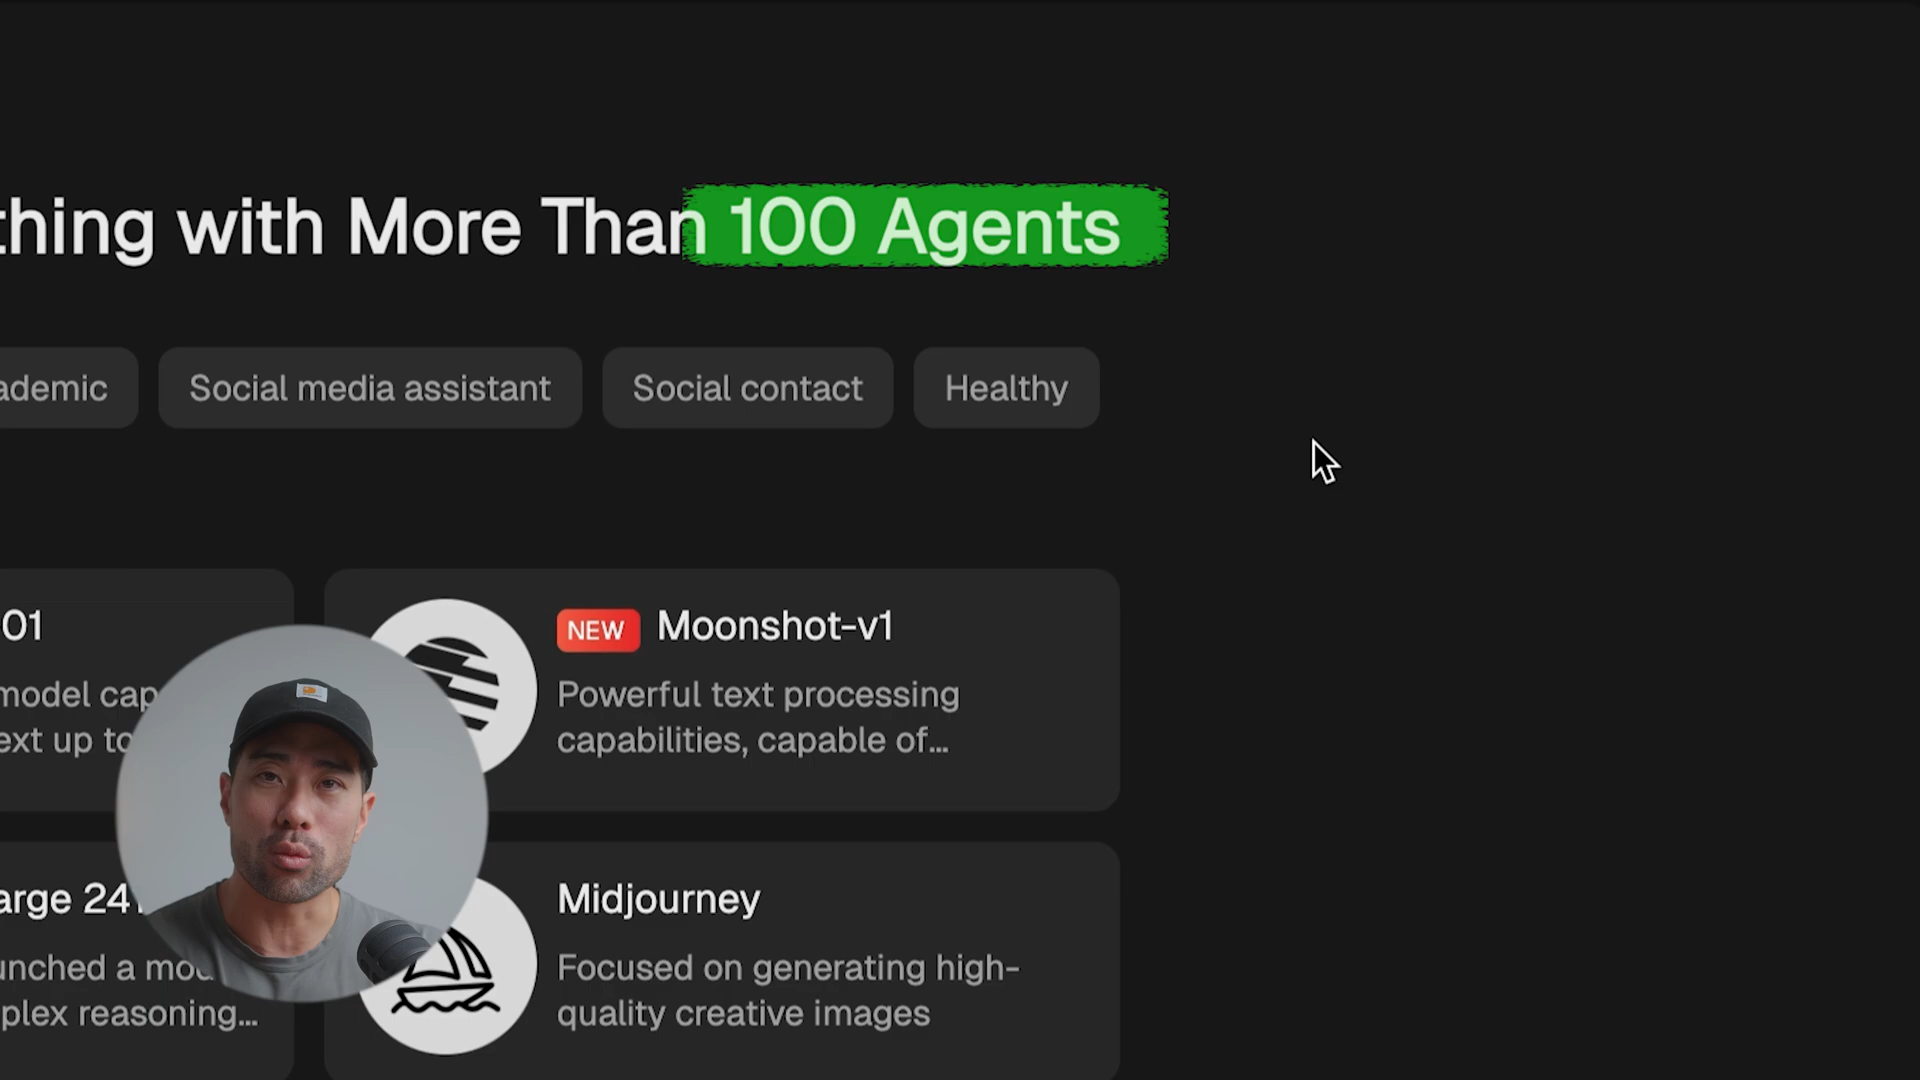 thing with More Than 100 Agents
ademic
Social media assistant
Social contact
Healthy
01
model cap
ext up to
NEW Moonshot-v1
Powerful text processing
capabilities, capable of...
arge 241
unched a mod
plex reasoning...
Midjourney
Focused on generating high-
quality creative images